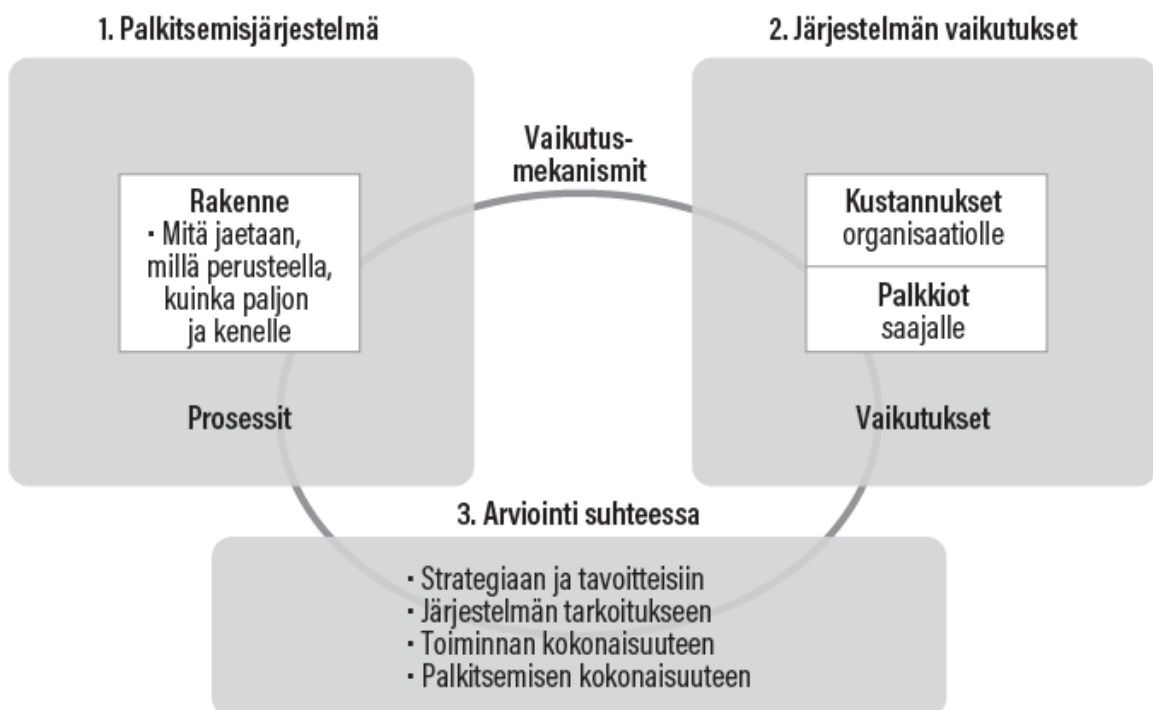 1. Palkitsemisjärjestelmä
Rakenne
· Mitä jaetaan,
millä perusteella,
kuinka paljon
ja kenelle
Prosessit
Vaikutus-
mekanismit
2. Järjestelmän vaikutukset
Kustannukset
organisaatiolle
Palkkiot
saajalle
Vaikutukset
3. Arviointi suhteessa
· Strategiaan ja tavoitteisiin
· Järjestelmän tarkoitukseen
· Toiminnan kokonaisuuteen
· Palkitsemisen kokonaisuuteen